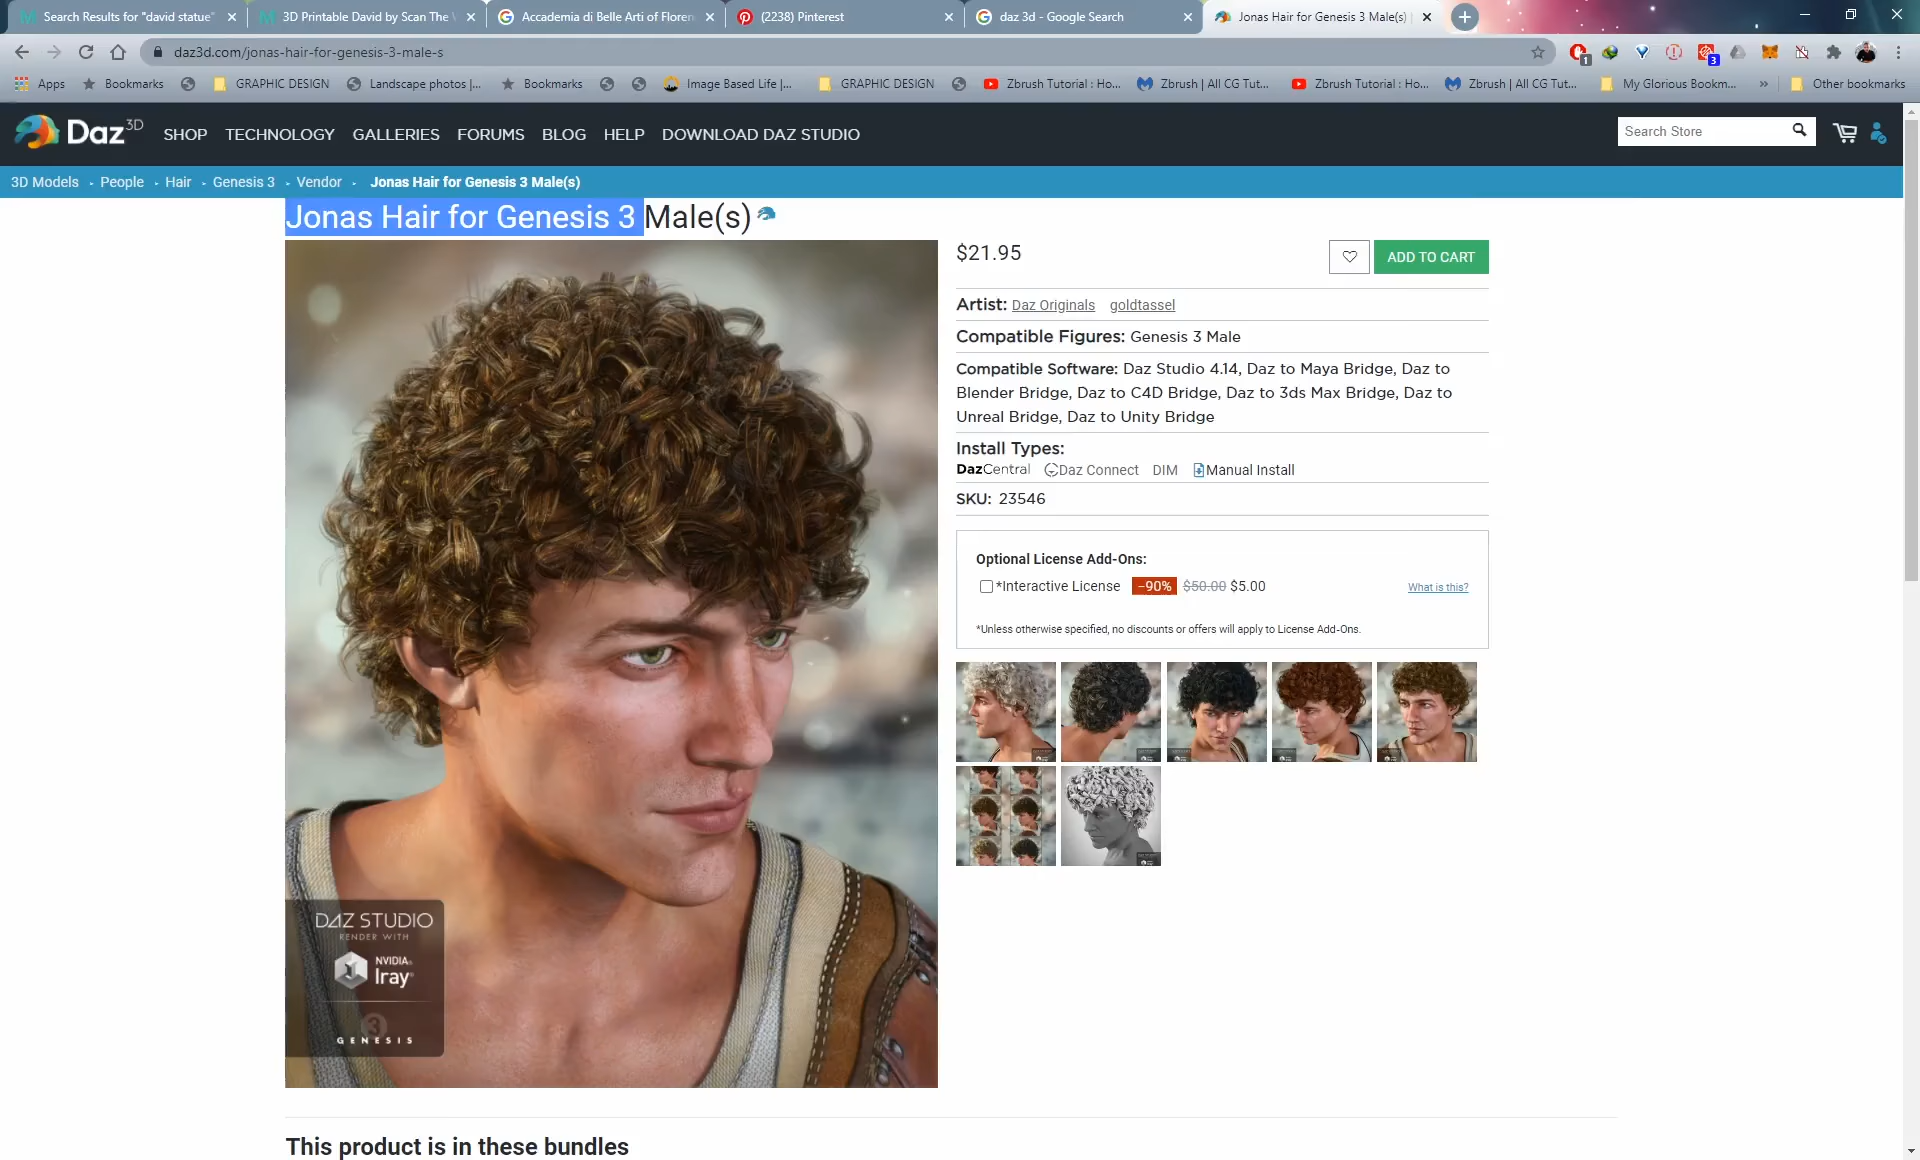 Search Results for "david statue"
3D Printable David by Scan The
Accademia di Belle Arti of Floren
(2238) Pinterest
daz 3d - Google Search
Jonas Hair for Genesis 3 Male(s)
daz3d.com/jonas-hair-for-genesis-3-male-s
1
3
Apps
Bookmarks
GRAPHIC DESIGN
Landscape photos |...
Bookmarks
Image Based Life |...
GRAPHIC DESIGN
Zbrush Tutorial : Ho...
Zbrush | All CG Tut...
Zbrush Tutorial : Ho...
Zbrush | All CG Tut...
My Glorious Bookm...
»
Other bookmarks
Daz 3D
SHOP
TECHNOLOGY
GALLERIES
FORUMS
BLOG
HELP
DOWNLOAD DAZ STUDIO
Search Store
3D Models
People
Hair
Genesis 3
Vendor
Jonas Hair for Genesis 3 Male(s)
Jonas Hair for Genesis 3 Male(s)
$21.95
ADD TO CART
Artist: Daz Originals goldtassel
Compatible Figures: Genesis 3 Male
Compatible Software: Daz Studio 4.14, Daz to Maya Bridge, Daz to
Blender Bridge, Daz to C4D Bridge, Daz to 3ds Max Bridge, Daz to
Unreal Bridge, Daz to Unity Bridge
Install Types:
DazCentral Daz Connect DIM Manual Install
SKU: 23546
Optional License Add-Ons:
*Interactive License −90% $50.00 $5.00 What is this?
*Unless otherwise specified, no discounts or offers will apply to License Add-Ons.
DAZ STUDIO
RENDER WITH
NVIDIA
Iray
3
GENESIS
This product is in these bundles